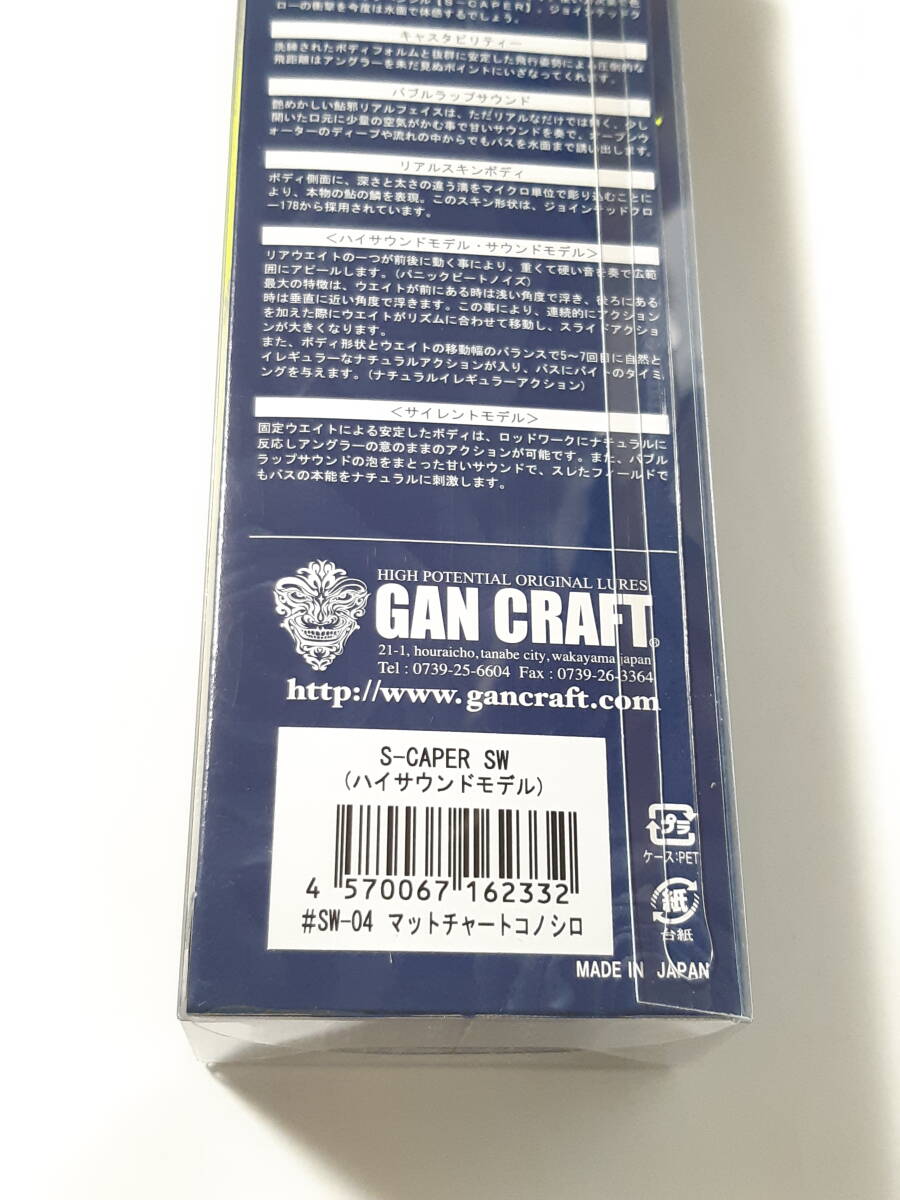 ローの衝撃を今度は水面で体感するでしょう。
キャスタビリティー
洗練されたボディフォルムと抜群に安定した飛行姿勢による圧倒的な
飛距離はアングラーを未だ見ぬポイントにいざなってくれます。
バブルラップサウンド
艶めかしい鮎邪リアルフェイスは、ただリアルなだけでは無く、少し
開いた口元に少量の空気がかむ事で甘いサウンドを奏で、オープンウ
ォーターのディープや流れの中からでもバスを水面まで誘い出します。
リアルスキンボディ
ボディ側面に、深さと太さの違う溝をマイクロ単位で彫り込むことに
より、本物の鮎の鱗を表現。このスキン形状は、ジョインテッドクロ
ー178から採用されています。
＜ハイサウンドモデル・サウンドモデル＞
リアウエイトの一つが前後に動く事により、重くて硬い音を奏で広範
囲にアピールします。(パニックビートノイズ)
最大の特徴は、ウエイトが前にある時は浅い角度で浮き、後ろにある
時は垂直に近い角度で浮きます。この事により、連続的にアクション
を加えた際にウエイトがリズムに合わせて移動し、スライドアクショ
ンが大きくなります。
また、ボディ形状とウエイトの移動幅のバランスで5～7回目に自然と
イレギュラーなナチュラルアクションが入り、バスにバイトのタイミ
ングを与えます。(ナチュラルイレギュラーアクション)
＜サイレントモデル＞
固定ウエイトによる安定したボディは、ロッドワークにナチュラルに
反応しアングラーの意のままのアクションが可能です。また、バブル
ラップサウンドの泡をまとった甘いサウンドで、スレたフィールドで
もバスの本能をナチュラルに刺激します。
HIGH POTENTIAL ORIGINAL LURES
GAN CRAFT®
21-1, houraicho, tanabe city, wakayama japan
Tel : 0739-25-6604 Fax : 0739-26-3364
http://www.gancraft.com
S-CAPER SW
(ハイサウンドモデル)
4 570067 162332
#SW-04 マットチャートコノシロ
プラ
ケース:PET
紙
台紙
MADE IN JAPAN